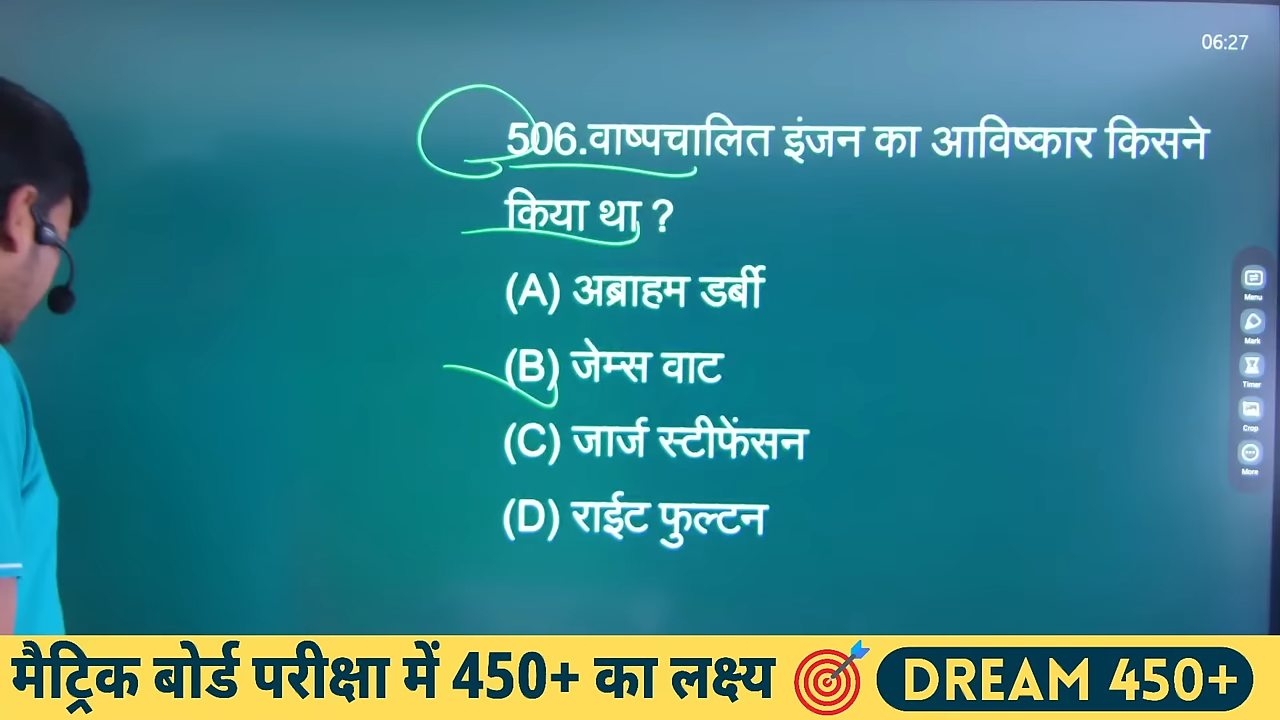 06:27
506.वाष्पचालित इंजन का आविष्कार किसने
किया था ?
(A) अब्राहम डर्बी
(B) जेम्स वाट
(C) जार्ज स्टीफेंसन
(D) राईट फुल्टन
Menu
Mark
Timer
Crop
More
मैट्रिक बोर्ड परीक्षा में 450+ का लक्ष्य DREAM 450+